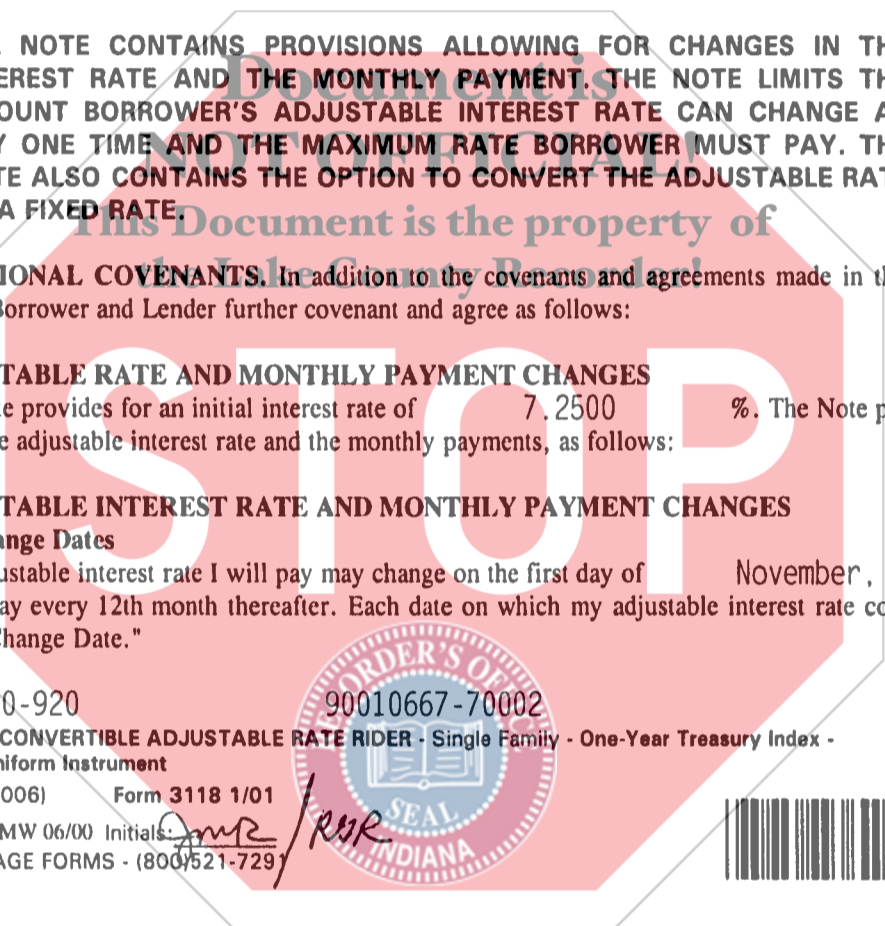 NOTE CONTAINS PROVISIONS ALLOWING FOR CHANGES IN TH
EREST RATE AND THE MONTHLY PAYMENT. THE NOTE LIMITS TH
OUNT BORROWER'S ADJUSTABLE INTEREST RATE CAN CHANGE A
Y ONE TIME AND THE MAXIMUM RATE BORROWER MUST PAY. TH
TE ALSO CONTAINS THE OPTION TO CONVERT THE ADJUSTABLE RAT
A FIXED RATE.
Document is
NOT OFFICIAL!
This Document is the property of
the Lake County Recorder!
IONAL COVENANTS. In addition to the covenants and agreements made in th
Borrower and Lender further covenant and agree as follows:
STOP
TABLE RATE AND MONTHLY PAYMENT CHANGES
e provides for an initial interest rate of 7.2500 %. The Note p
e adjustable interest rate and the monthly payments, as follows:
TABLE INTEREST RATE AND MONTHLY PAYMENT CHANGES
ange Dates
ustable interest rate I will pay may change on the first day of November,
ay every 12th month thereafter. Each date on which my adjustable interest rate co
Change Date."
0-920 90010667-70002
CONVERTIBLE ADJUSTABLE RATE RIDER - Single Family - One-Year Treasury Index -
niform Instrument
006) Form 3118 1/01
MW 06/00 Initials: JMR / RGR
AGE FORMS - (800)521-7291
RECORDER'S OFFICE
SEAL
INDIANA